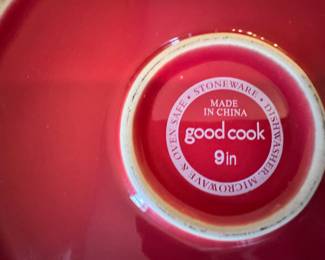 STONEWARE • DISHWASHER, MICROWAVE & OVEN SAFE •
MADE
IN CHINA
good cook
9in